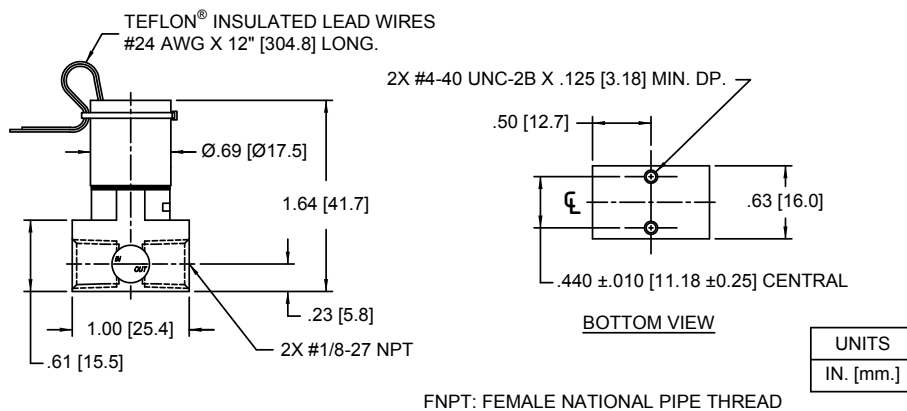 TEFLON® INSULATED LEAD WIRES
#24 AWG X 12" [304.8] LONG.
2X #4-40 UNC-2B X .125 [3.18] MIN. DP.
.50 [12.7]
Ø.69 [Ø17.5]
1.64 [41.7]
.63 [16.0]
CL
IN
OUT
.440 ±.010 [11.18 ±0.25] CENTRAL
.23 [5.8]
BOTTOM VIEW
1.00 [25.4]
2X #1/8-27 NPT
.61 [15.5]
UNITS
IN. [mm.]
FNPT: FEMALE NATIONAL PIPE THREAD